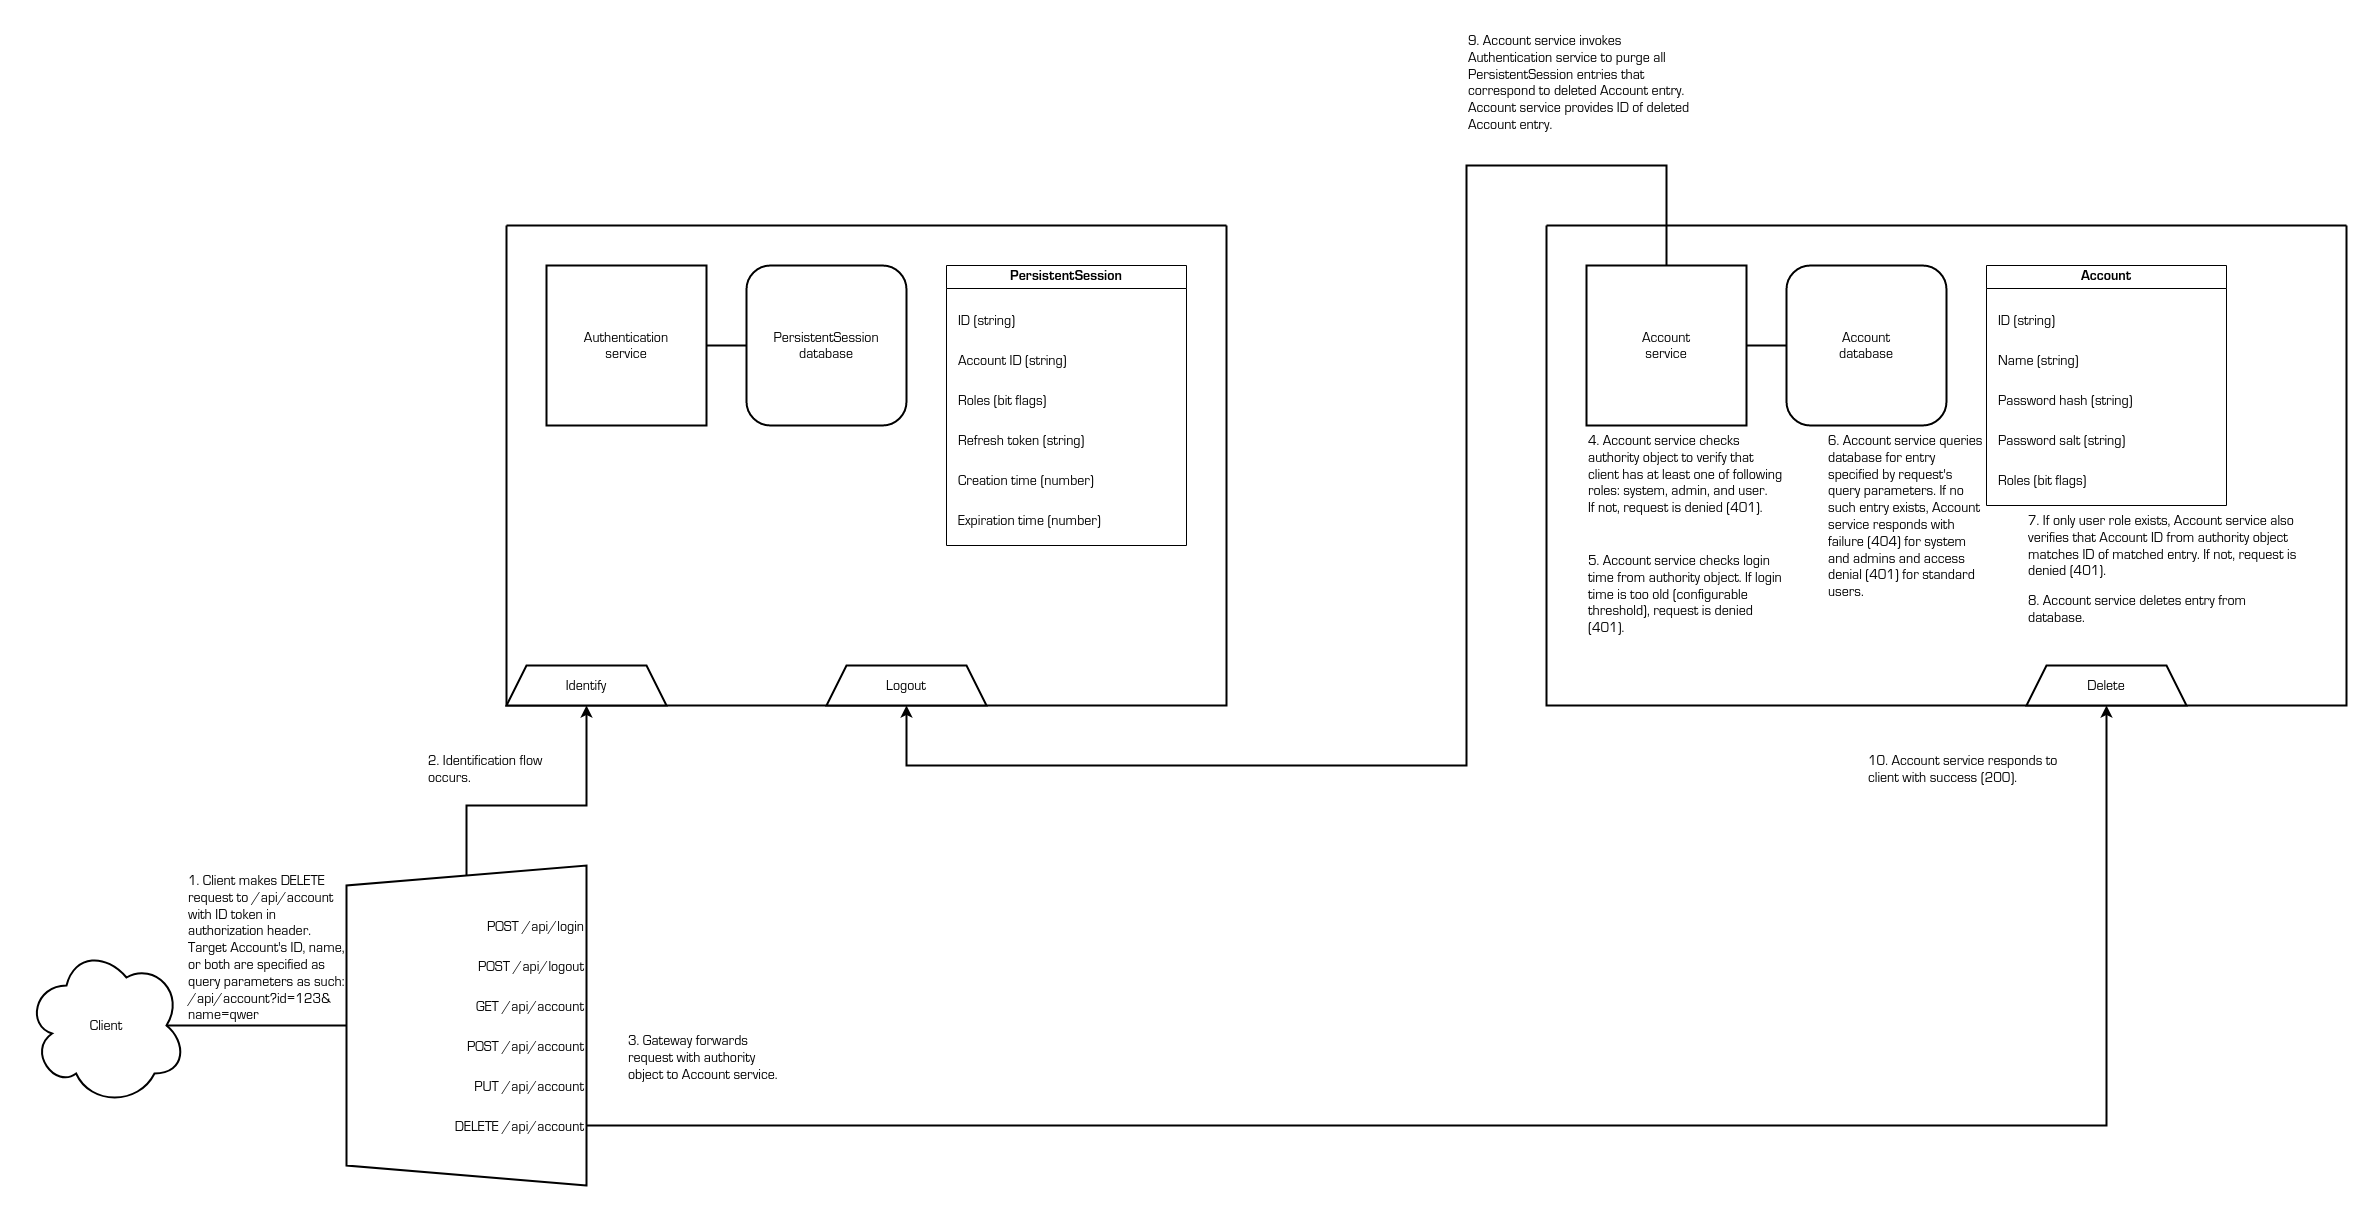 9. Account service invokes
Authentication service to purge all
PersistentSession entries that
correspond to deleted Account entry.
Account service provides ID of deleted
Account entry.
Authentication
service
PersistentSession
database
PersistentSession
ID (string)
Account ID (string)
Roles (bit flags)
Refresh token (string)
Creation time (number)
Expiration time (number)
Identify
Logout
Account
service
Account
database
Account
ID (string)
Name (string)
Password hash (string)
Password salt (string)
Roles (bit flags)
4. Account service checks
authority object to verify that
client has at least one of following
roles: system, admin, and user.
If not, request is denied (401).
5. Account service checks login
time from authority object. If login
time is too old (configurable
threshold), request is denied
(401).
6. Account service queries
database for entry
specified by request's
query parameters. If no
such entry exists, Account
service responds with
failure (404) for system
and admins and access
denial (401) for standard
users.
7. If only user role exists, Account service also
verifies that Account ID from authority object
matches ID of matched entry. If not, request is
denied (401).
8. Account service deletes entry from
database.
Delete
2. Identification flow
occurs.
10. Account service responds to
client with success (200).
1. Client makes DELETE
request to /api/account
with ID token in
authorization header.
Target Account's ID, name,
or both are specified as
query parameters as such:
/api/account?id=123&
name=qwer
Client
POST /api/login
POST /api/logout
GET /api/account
POST /api/account
PUT /api/account
DELETE /api/account
3. Gateway forwards
request with authority
object to Account service.